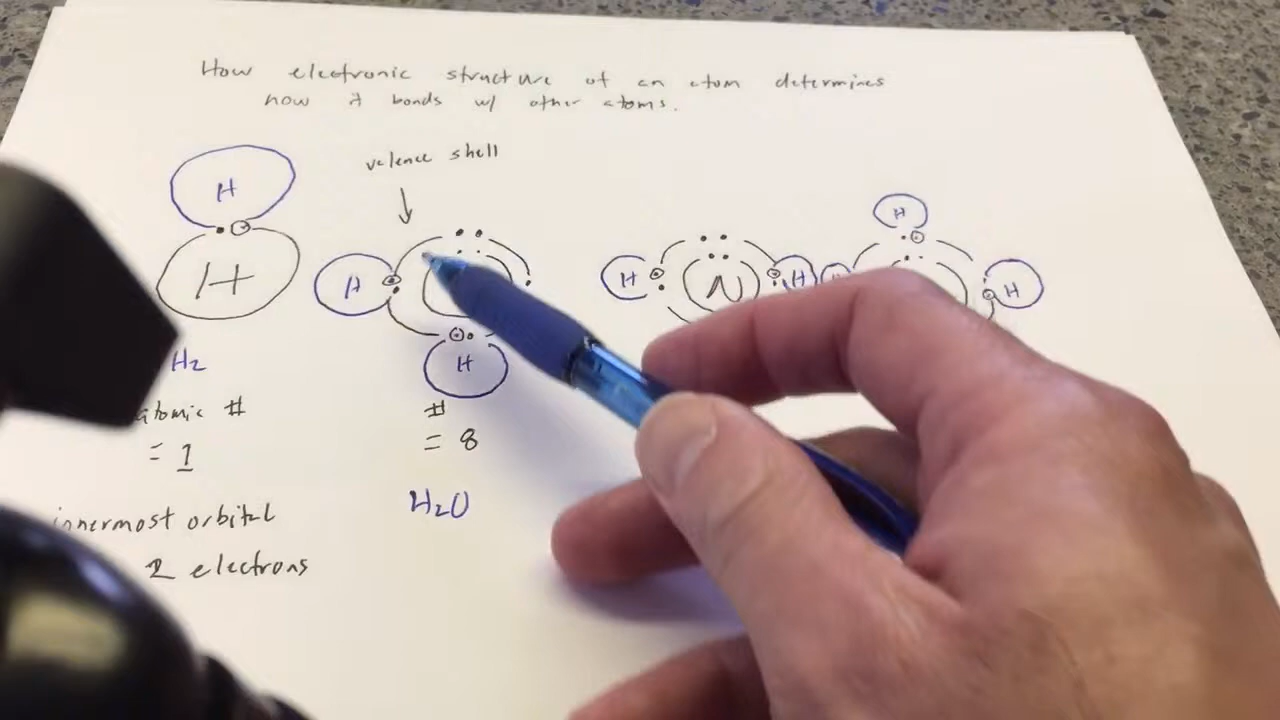 How electronic structure of an atom determines
how it bonds w/ other atoms.
valence shell
H
H
H
H
H
N
H
H
H
H2
atomic #
= 1
#
= 8
H2O
innermost orbital
2 electrons